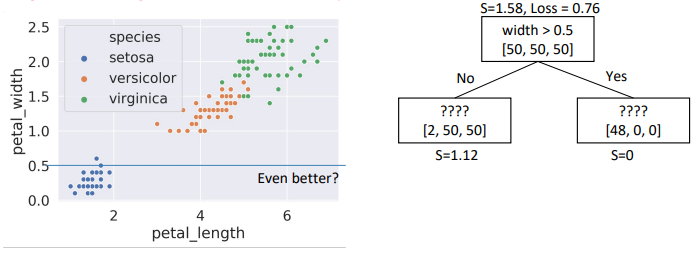 S=1.58, Loss = 0.76
width > 0.5
[50, 50, 50]
No
Yes
????
[2, 50, 50]
S=1.12
????
[48, 0, 0]
S=0
species
setosa
versicolor
virginica
2.5
2.0
1.5
1.0
0.5
0.0
petal_width
Even better?
2
4
6
petal_length